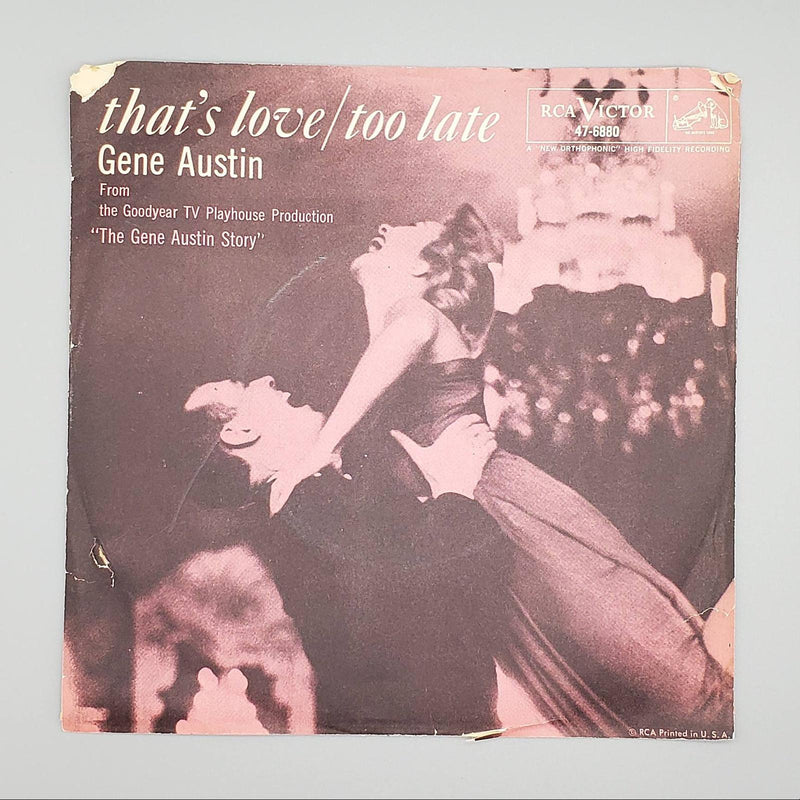 that's love/too late
Gene Austin
From
the Goodyear TV Playhouse Production
"The Gene Austin Story"
RCA VICTOR
47-6880
A "NEW ORTHOPHONIC" HIGH FIDELITY RECORDING
© RCA Printed in U. S. A.